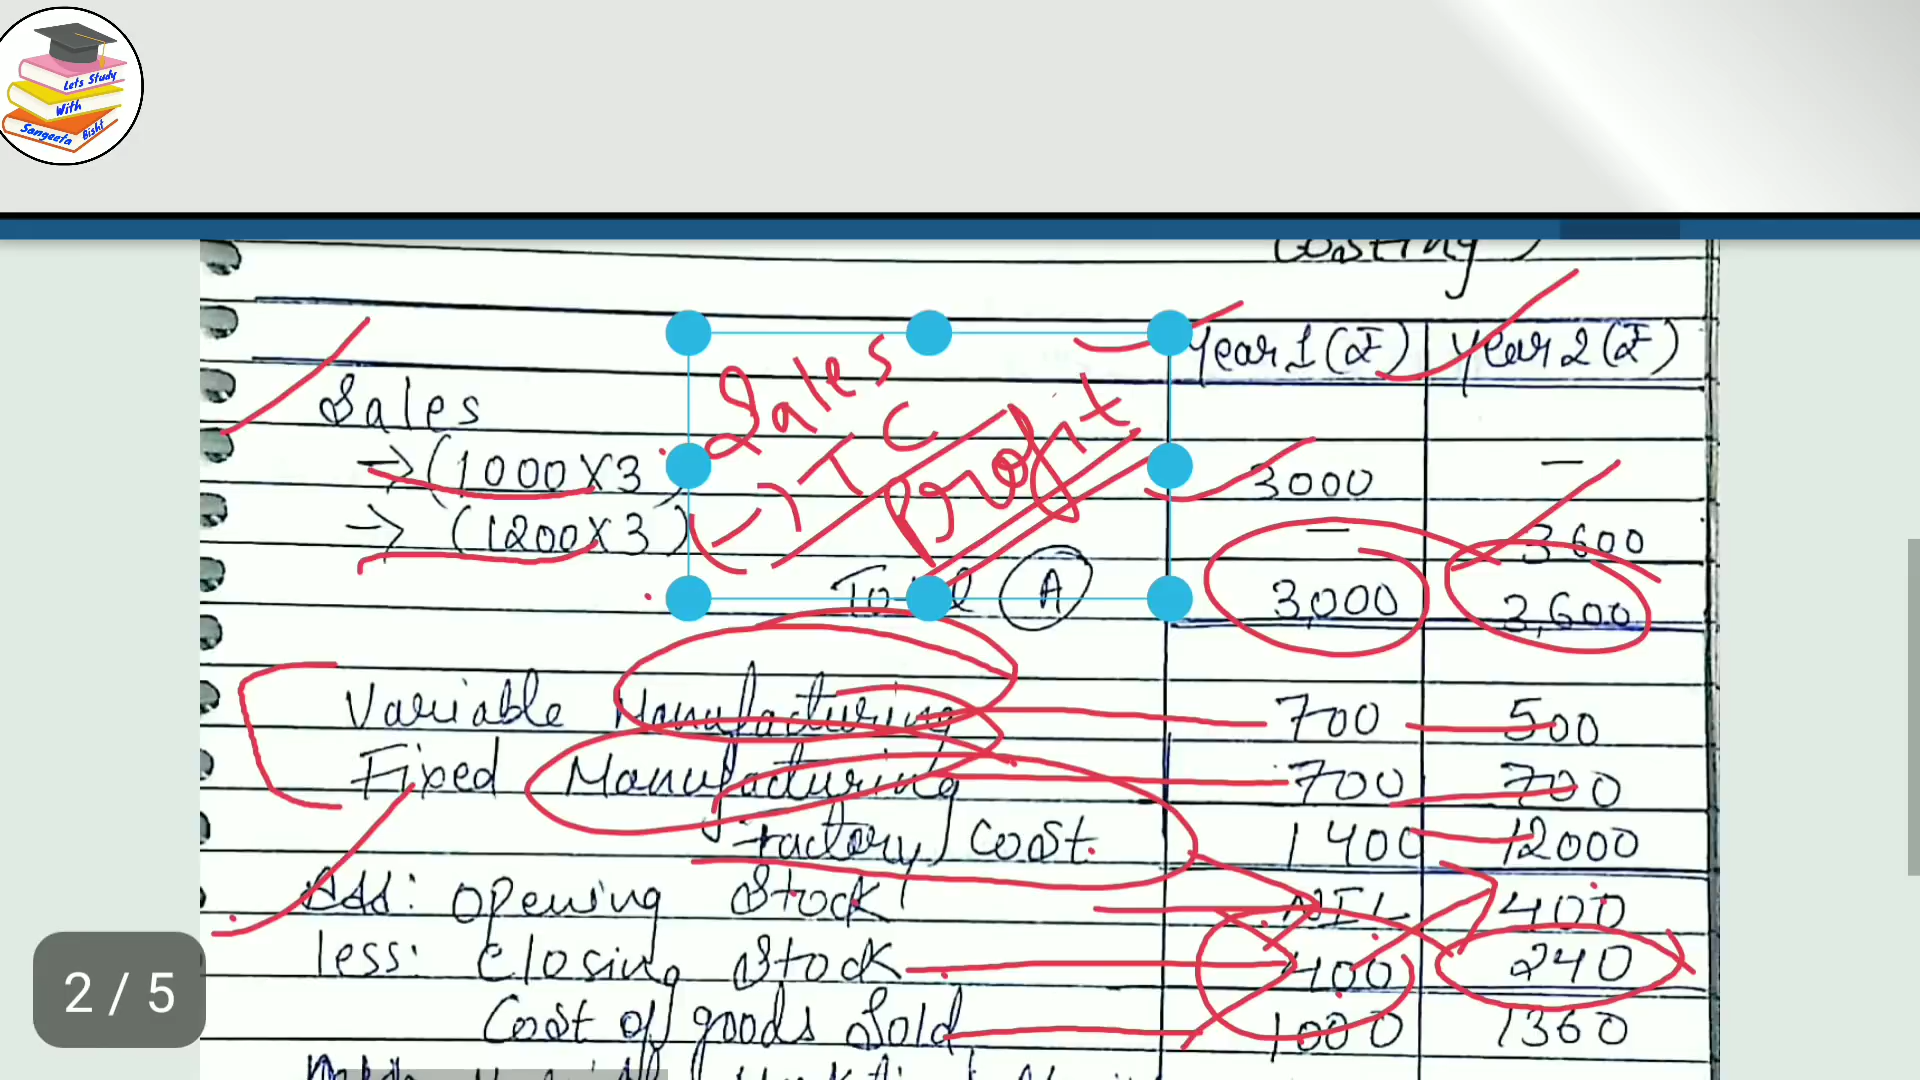 Lets Study
With
Sangeeta Bisht
Costing)
Year 1 (₹) Year 2 (₹)
Sales
Sales
(-) TC
Profit
→ (1000 X 3 3000 –
→ (1200 X 3) – 3600
Total (A) 3,000 3,600
Variable Manufacturing 700 500
Fixed Manufacturing 700 700
Factory Cost. 1400 12000
Add: Opening Stock NIL 400
less: Closing Stock 400 240
Cost of goods Sold 1000 1360
2 / 5